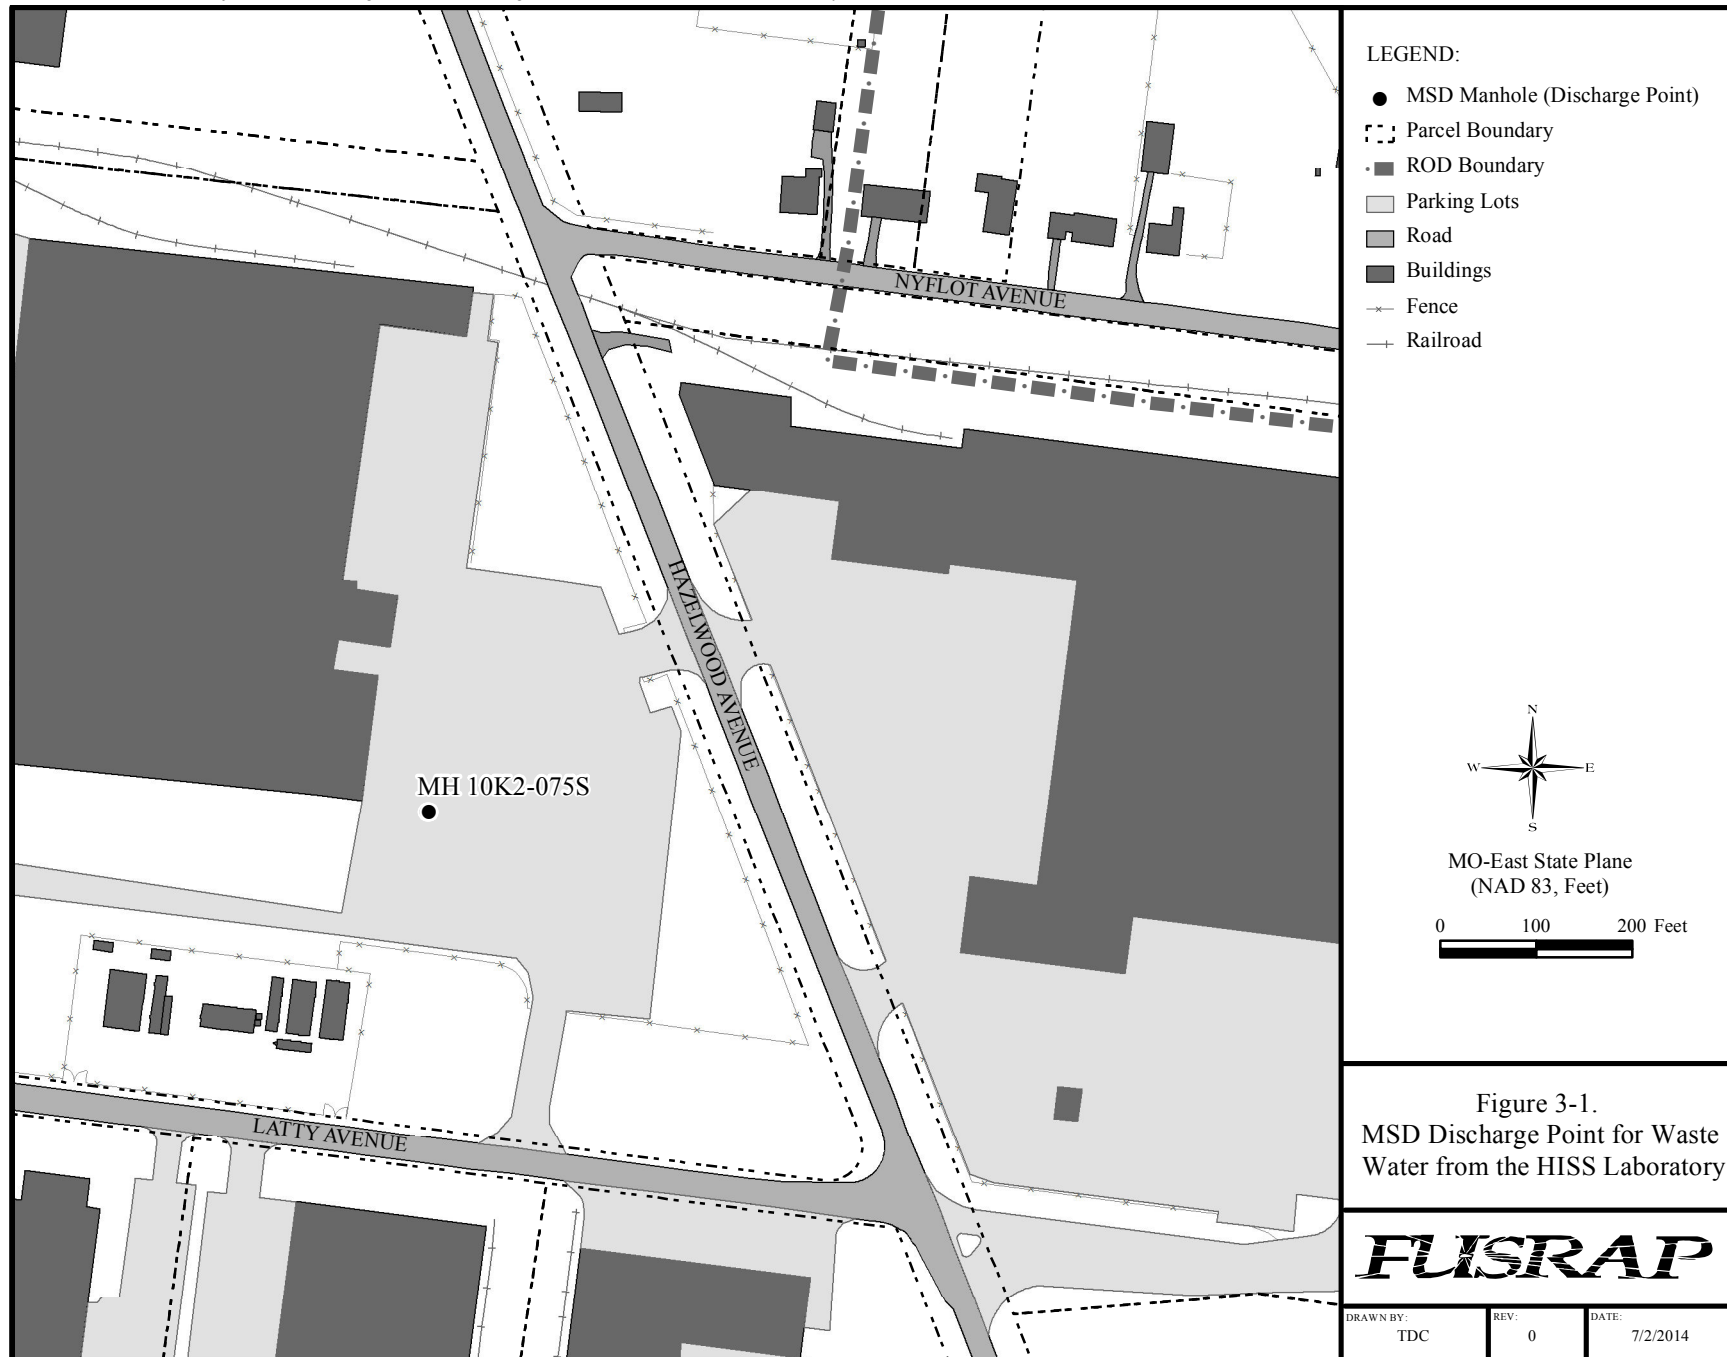 NYFLOT AVENUE
HAZELWOOD AVENUE
MH 10K2-075S
LATTY AVENUE
LEGEND:
MSD Manhole (Discharge Point)
Parcel Boundary
ROD Boundary
Parking Lots
Road
Buildings
Fence
Railroad
N
W E
S
MO-East State Plane
(NAD 83, Feet)
0 100 200 Feet
Figure 3-1.
MSD Discharge Point for Waste
Water from the HISS Laboratory
FUSRAP
DRAWN BY: REV: DATE:
TDC 0 7/2/2014